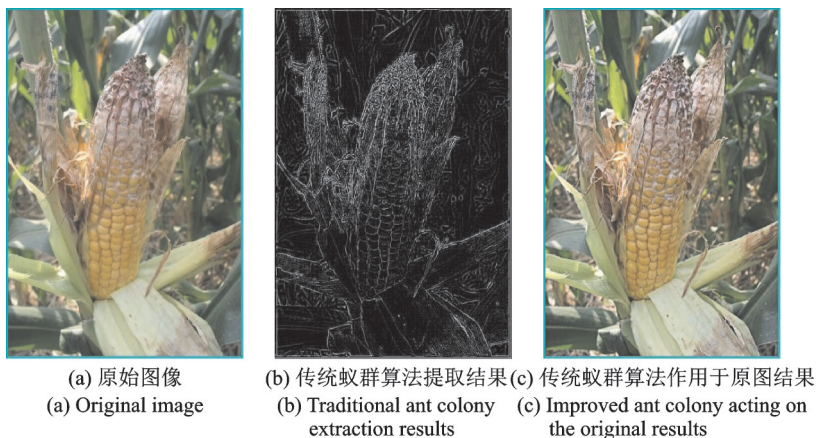 (a) 原始图像
(a) Original image
(b) 传统蚁群算法提取结果
(b) Traditional ant colony
extraction results
(c) 传统蚁群算法作用于原图结果
(c) Improved ant colony acting on
the original results